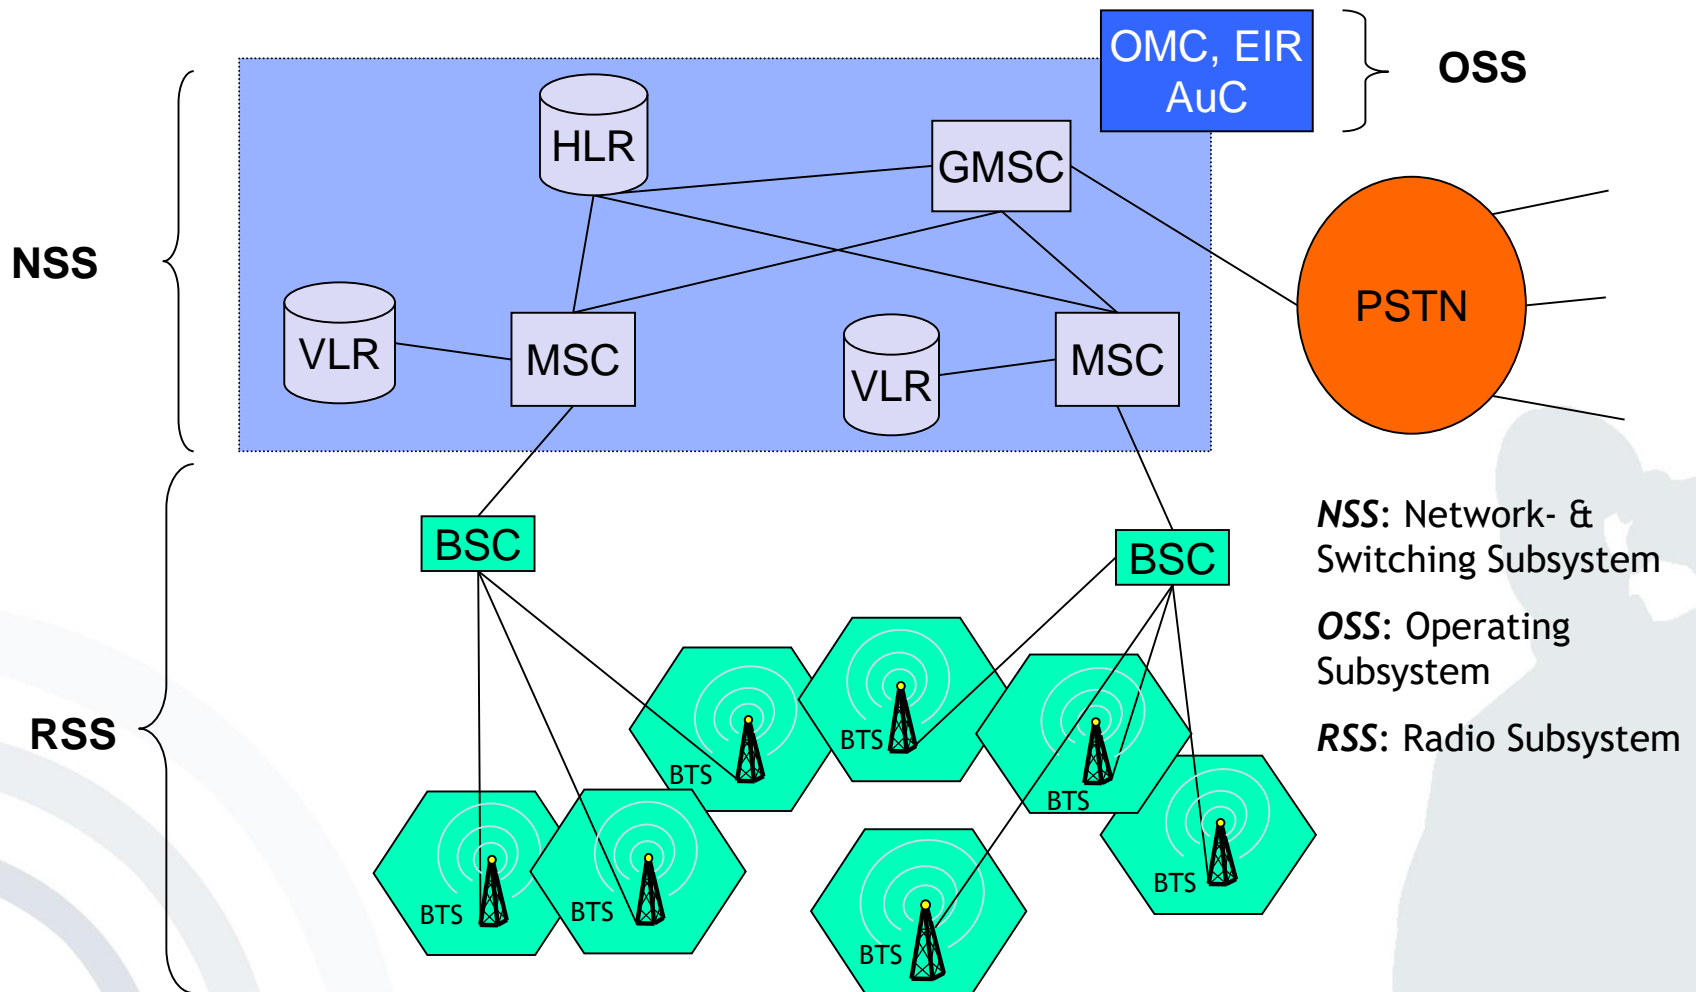 OMC, EIR
AuC
OSS
HLR
GMSC
NSS
PSTN
VLR
MSC
VLR
MSC
BSC
BSC
NSS: Network- &
Switching Subsystem
OSS: Operating
Subsystem
RSS: Radio Subsystem
RSS
BTS
BTS
BTS
BTS
BTS
BTS
BTS